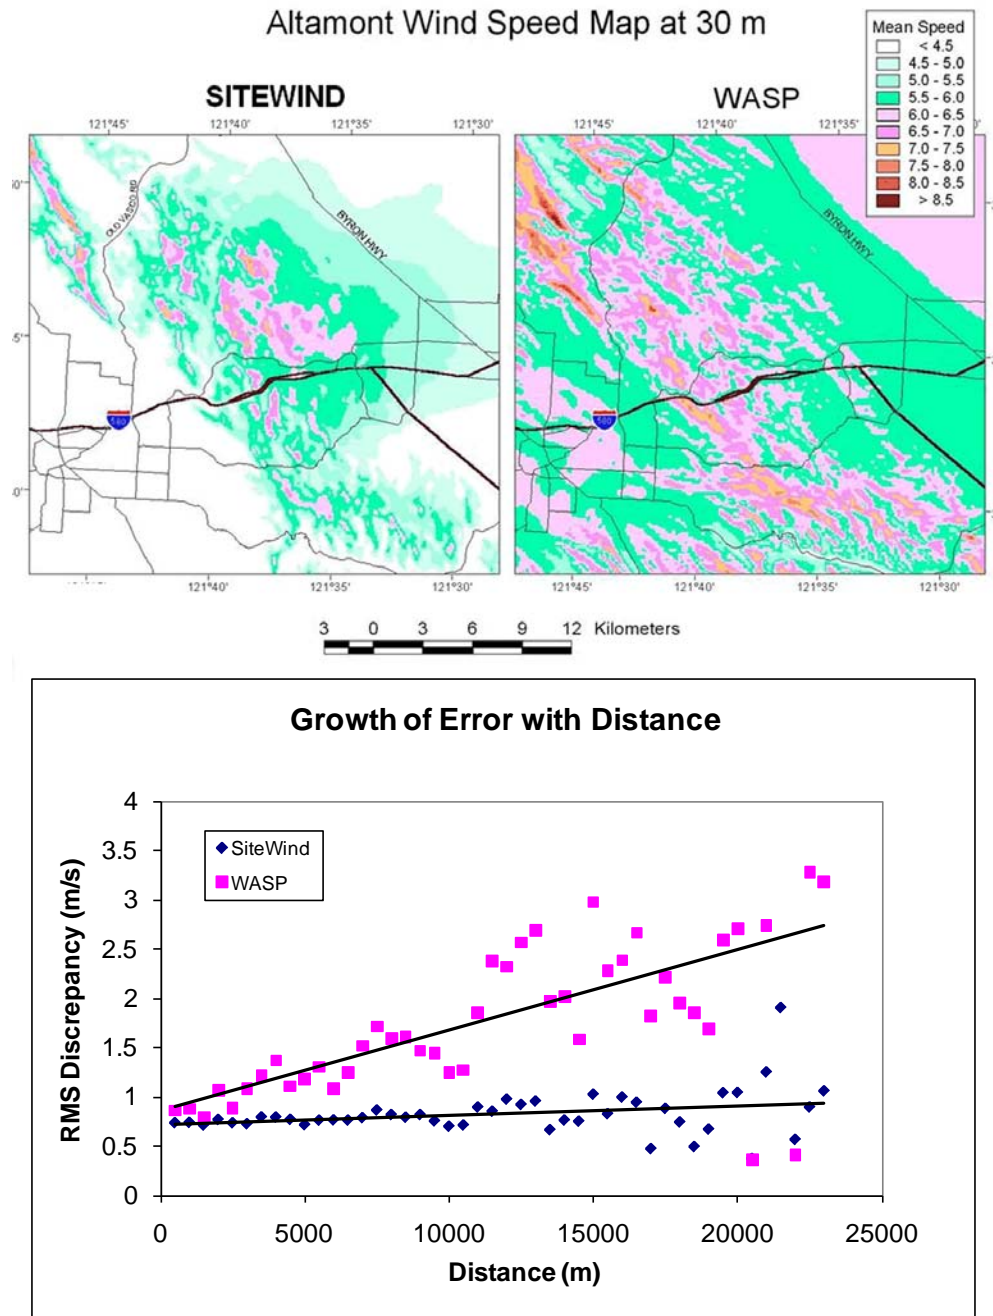 Altamont Wind Speed Map at 30 m
Mean Speed
< 4.5
4.5 - 5.0
5.0 - 5.5
5.5 - 6.0
6.0 - 6.5
6.5 - 7.0
7.0 - 7.5
7.5 - 8.0
8.0 - 8.5
> 8.5
SITEWIND
WASP
121°45' 121°40' 121°35' 121°30'
121°45' 121°40' 121°35'
OLD VASCO RD
BYRON HWY
BYRON HWY
580
580
121°40' 121°35' 121°30'
121°45' 121°40' 121°35' 121°30'
3 0 3 6 9 12 Kilometers
Growth of Error with Distance
4
3.5
3
2.5
2
1.5
1
0.5
0
SiteWind
WASP
RMS Discrepancy (m/s)
0 5000 10000 15000 20000 25000
Distance (m)